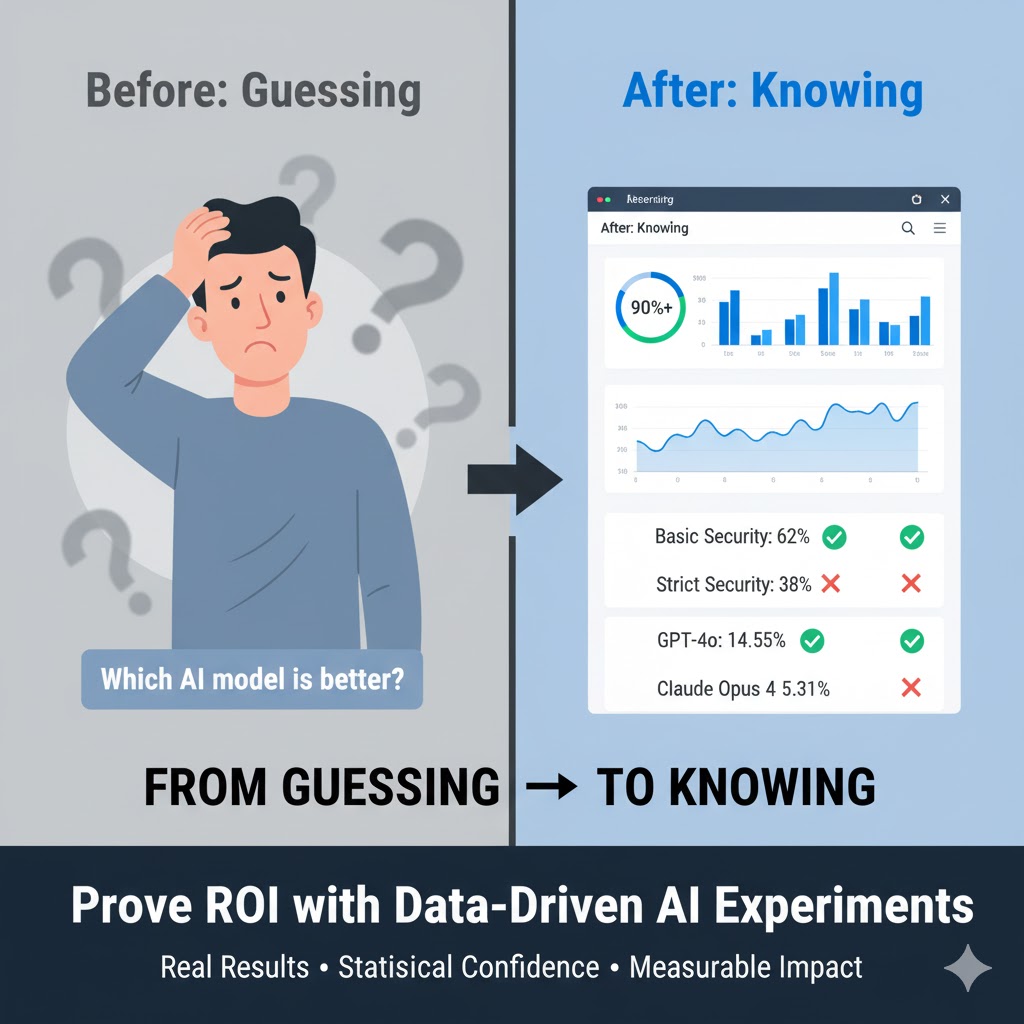 Before: Guessing
After: Knowing
After: Knowing
90%+
Basic Security: 62%
Strict Security: 38%
GPT-4o: 14.55%
Claude Opus 4 5.31%
Which AI model is better?
FROM GUESSING → TO KNOWING
Prove ROI with Data-Driven AI Experiments
Real Results • Statisical Confidence • Measurable Impact